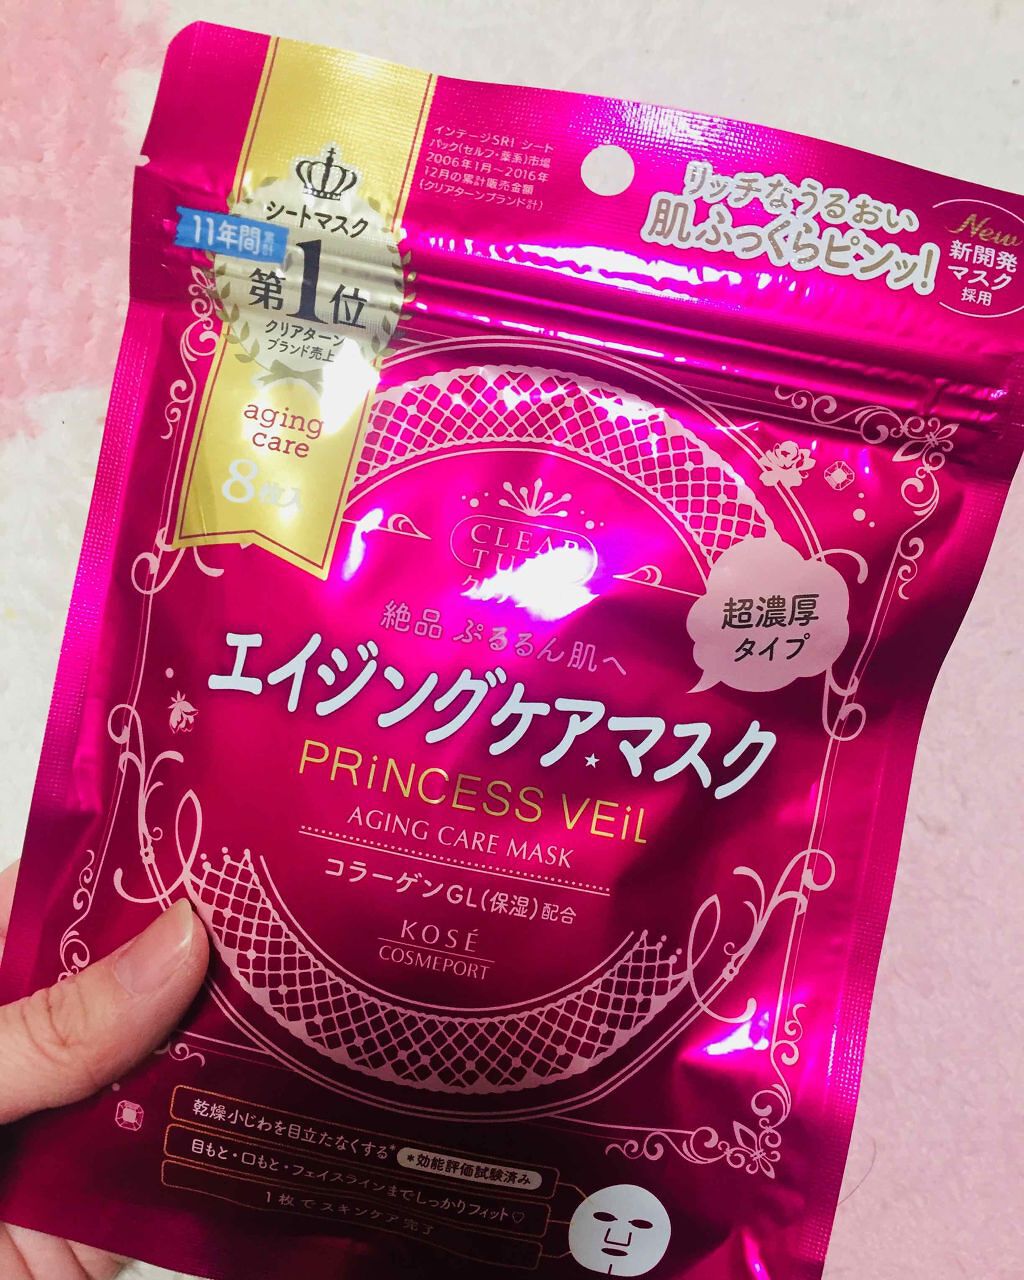 インテージSRI シート
パック(セルフ・薬系)市場
2006年1月〜2016年
12月の累計販売金額
(クリアターンブランド計)
シートマスク
11年間累計
第1位
クリアターン
ブランド売上
aging
care
8枚入
リッチなうるおい
肌ふっくらピンッ!
New
新開発
マスク
採用
CLEAR
絶品 ぷるるん肌へ
超濃厚
タイプ
エイジングケア★マスク
PRiNCESS VEiL
AGING CARE MASK
コラーゲンGL(保湿)配合
KOSÉ
COSMEPORT
乾燥小じわを目立たなくする* *効能評価試験済み
目もと・口もと・フェイスラインまでしっかりフィット♡
1枚でスキンケア完了